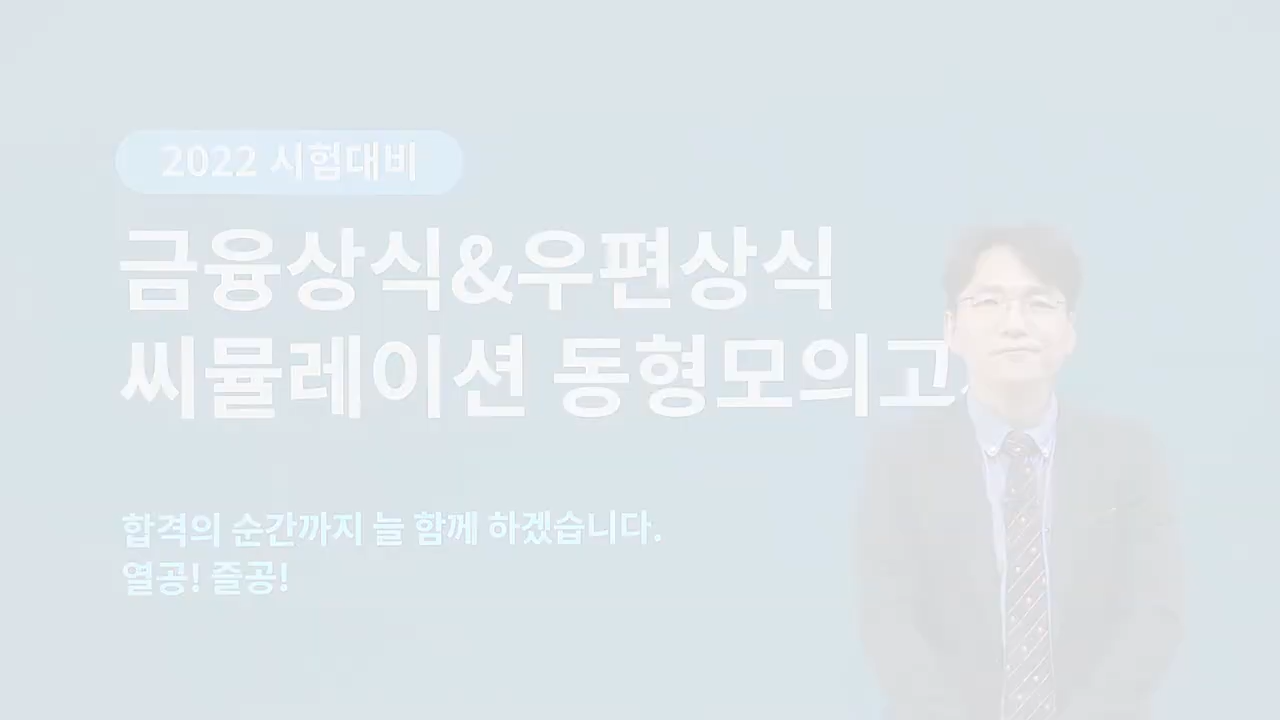 2022 시험대비
금융상식&우편상식
씨뮬레이션 동형모의고
합격의 순간까지 늘 함께 하겠습니다.
열공! 즐공!